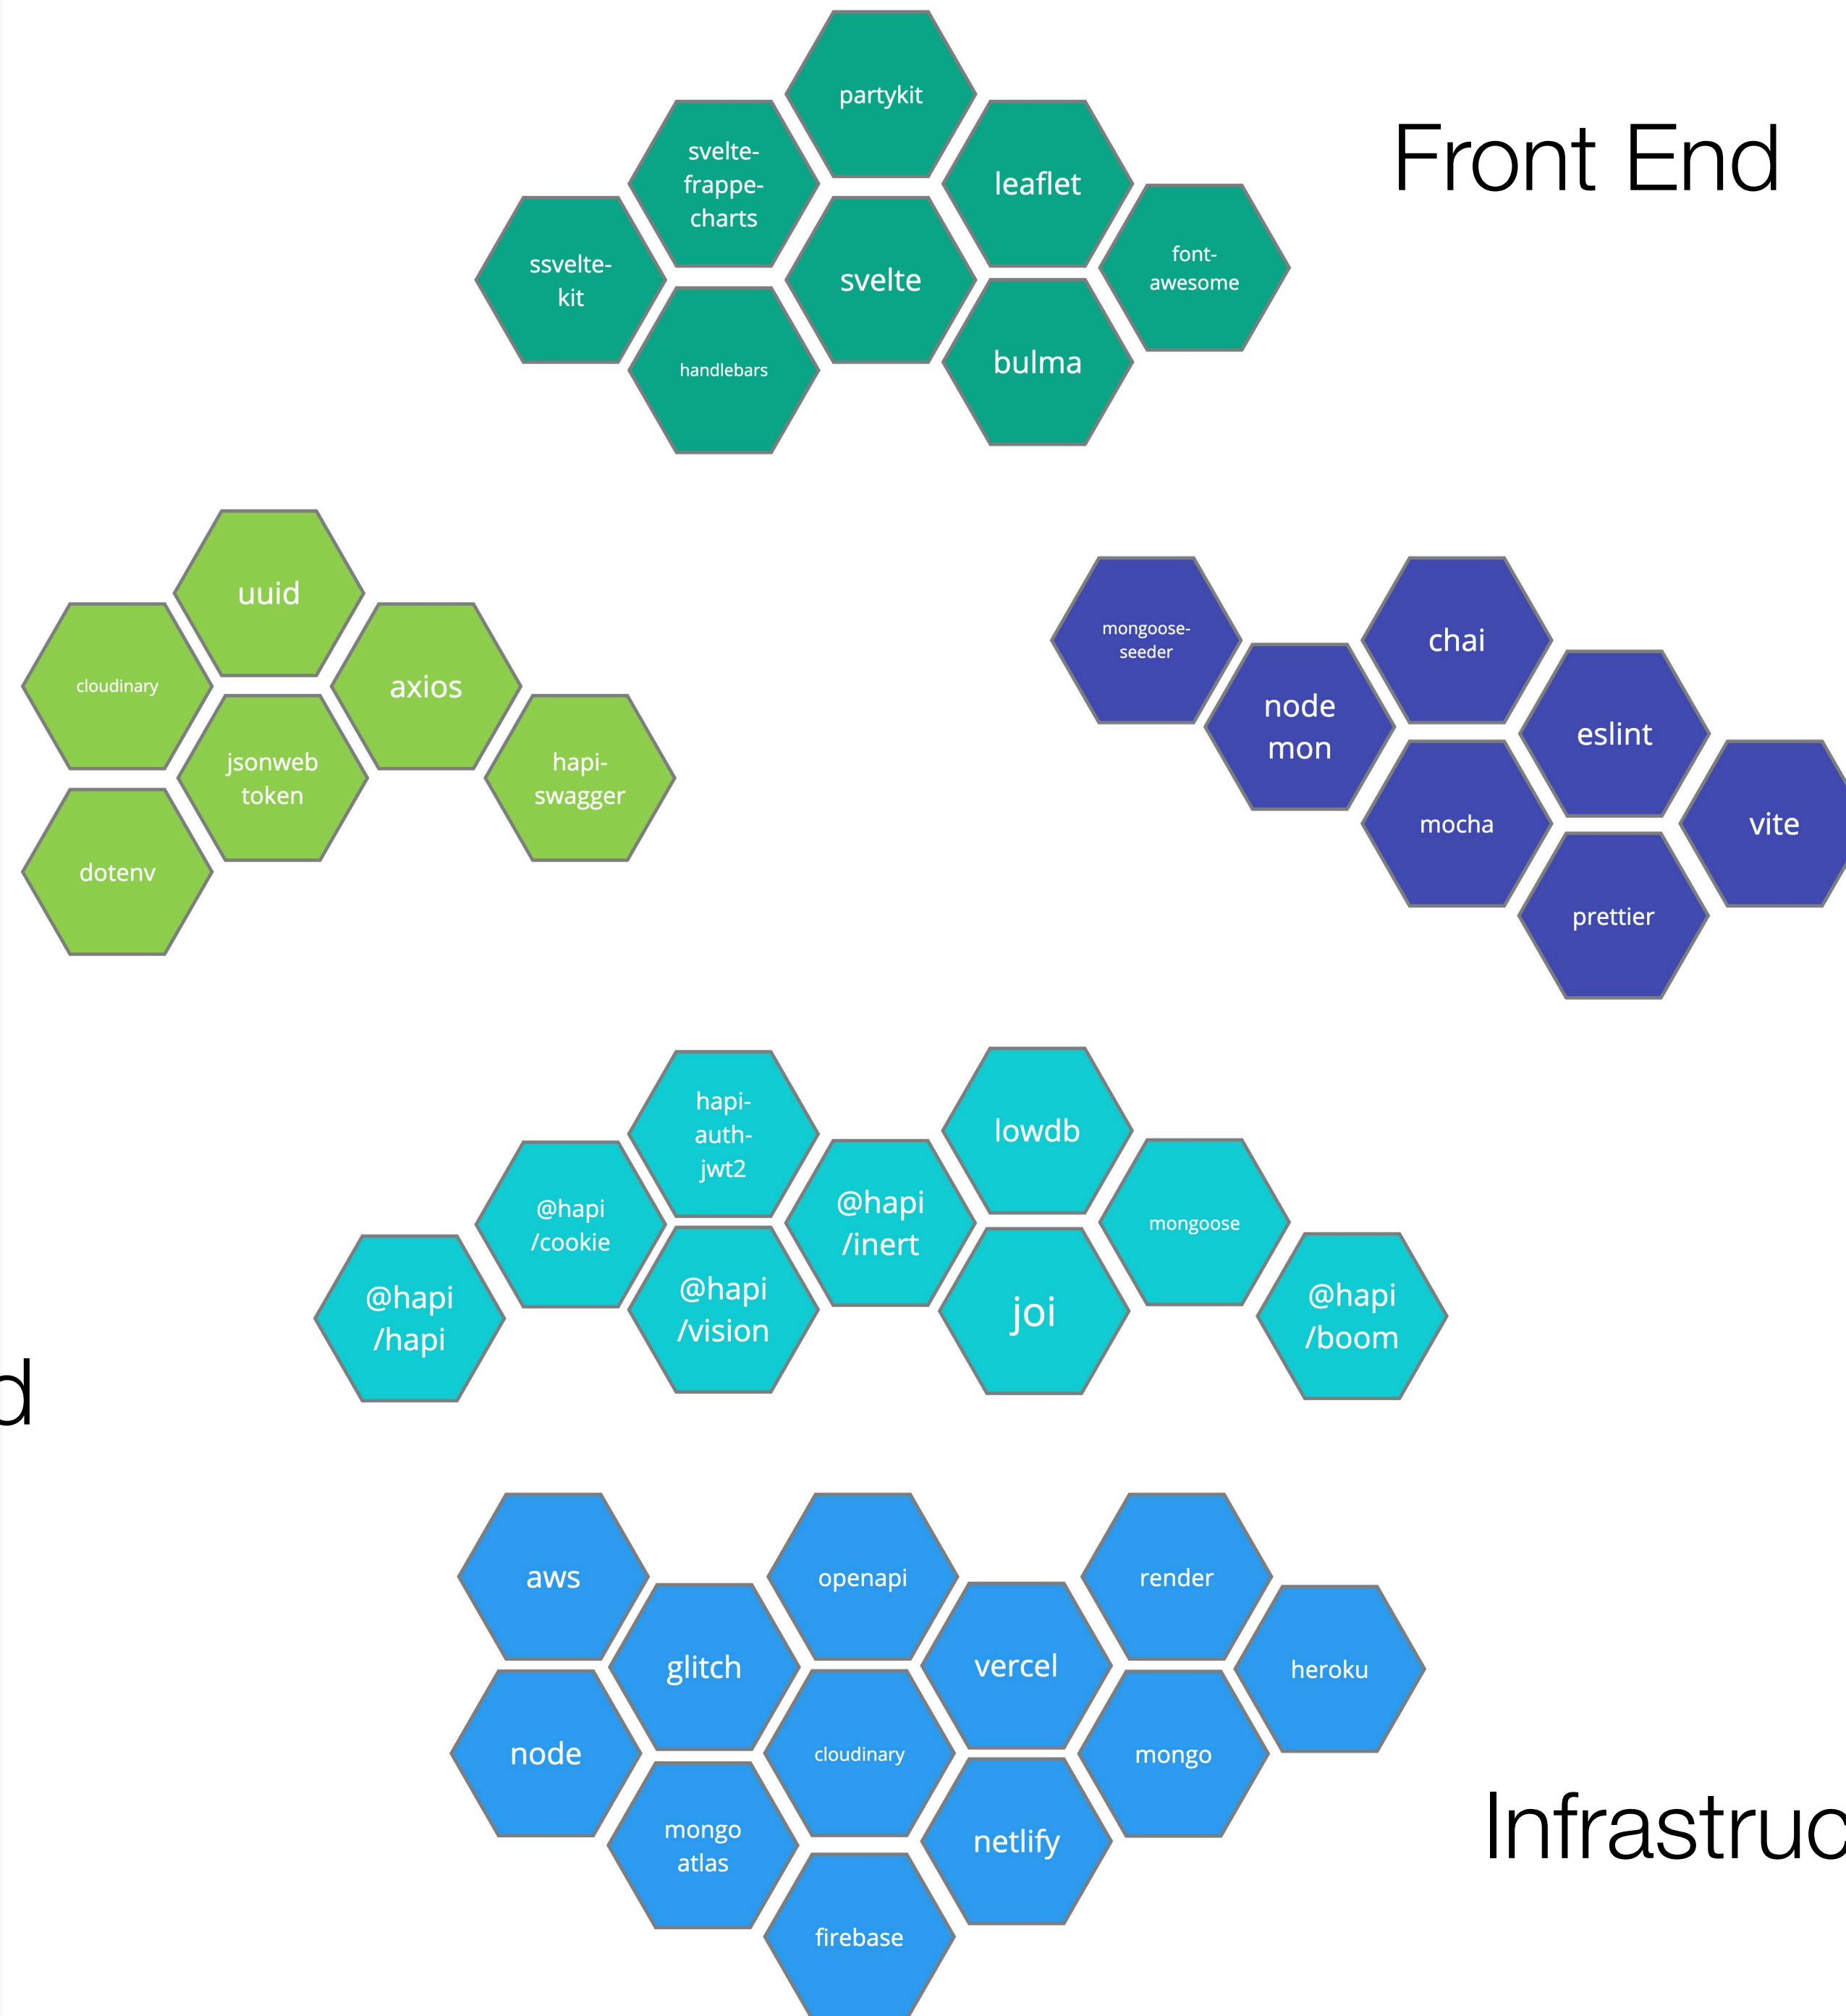 partykit
Front End
svelte-
frappe-
charts
leaflet
ssvelte-
kit
svelte
font-
awesome
handlebars
bulma
uuid
cloudinary
axios
jsonweb
token
hapi-
swagger
dotenv
mongoose-
seeder
chai
node
mon
eslint
mocha
vite
prettier
hapi-
auth-
jwt2
lowdb
@hapi
/cookie
@hapi
/inert
mongoose
@hapi
/hapi
@hapi
/vision
joi
@hapi
/boom
d
aws
openapi
render
glitch
vercel
heroku
node
cloudinary
mongo
mongo
atlas
netlify
Infrastruc
firebase